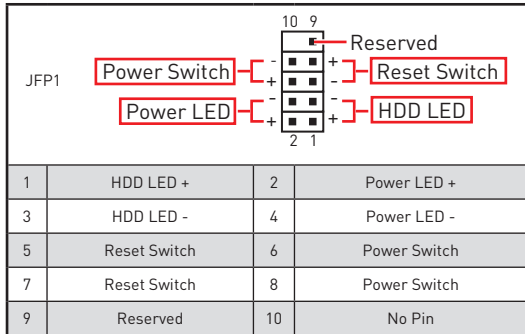 10 9
Reserved
JFP1
Power Switch - + Reset Switch
+ -
Power LED - - HDD LED
+ +
2 1
1 HDD LED + 2 Power LED +
3 HDD LED - 4 Power LED -
5 Reset Switch 6 Power Switch
7 Reset Switch 8 Power Switch
9 Reserved 10 No Pin